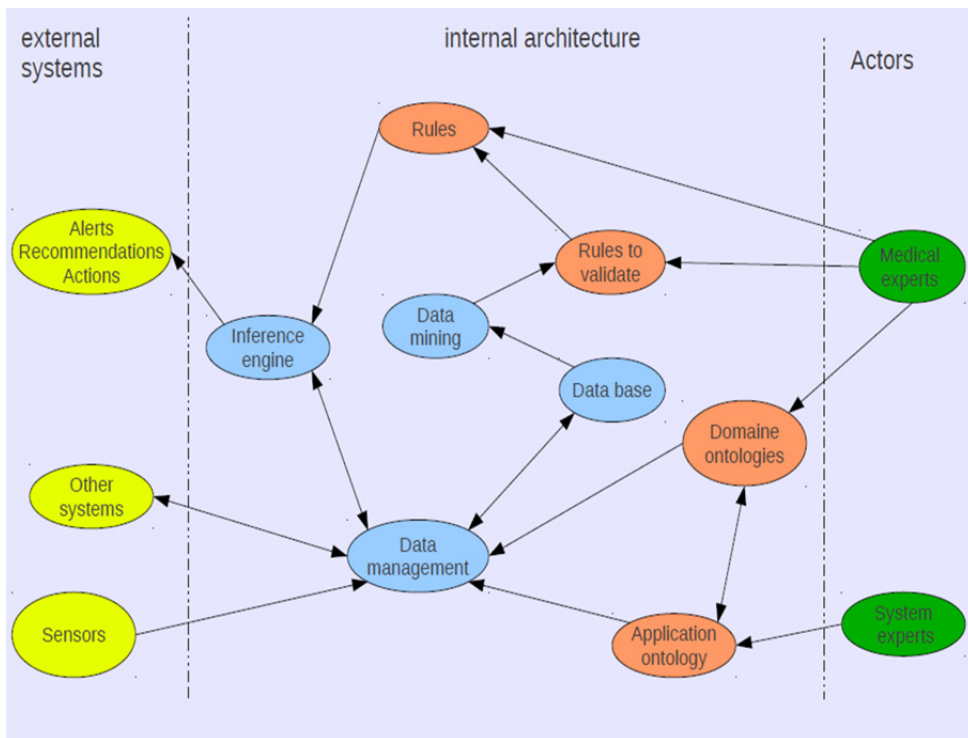 external
systems
internal architecture
Actors
Rules
Alerts
Recommendations
Actions
Rules to
validate
Medical
experts
Data
mining
Inference
engine
Data base
Domaine
ontologies
Other
systems
Data
management
Sensors
Application
ontology
System
experts